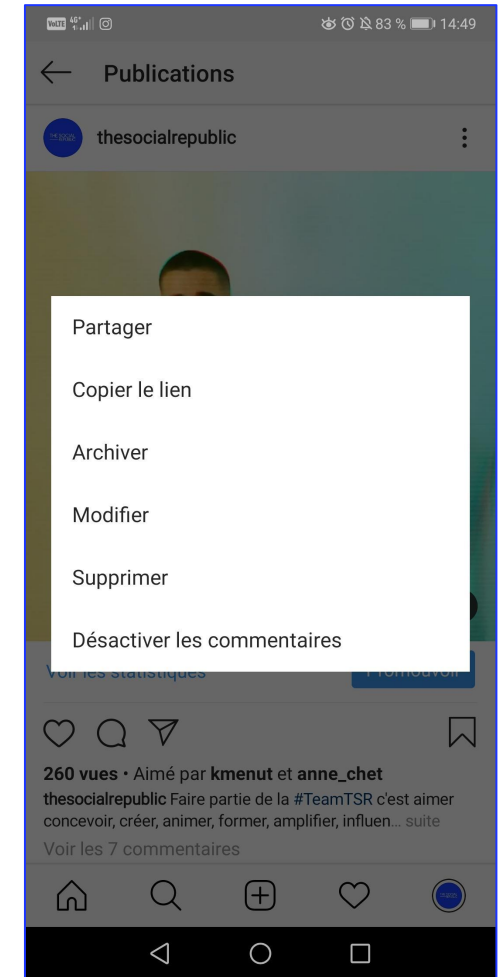 VoLTE 4G+ 83 % 14:49
Publications
thesocialrepublic
Partager
Copier le lien
Archiver
Modifier
Supprimer
Désactiver les commentaires
Voir les statistiques Promouvoir
260 vues • Aimé par kmenut et anne_chet
thesocialrepublic Faire partie de la #TeamTSR c'est aimer
concevoir, créer, animer, former, amplifier, influen... suite
Voir les 7 commentaires